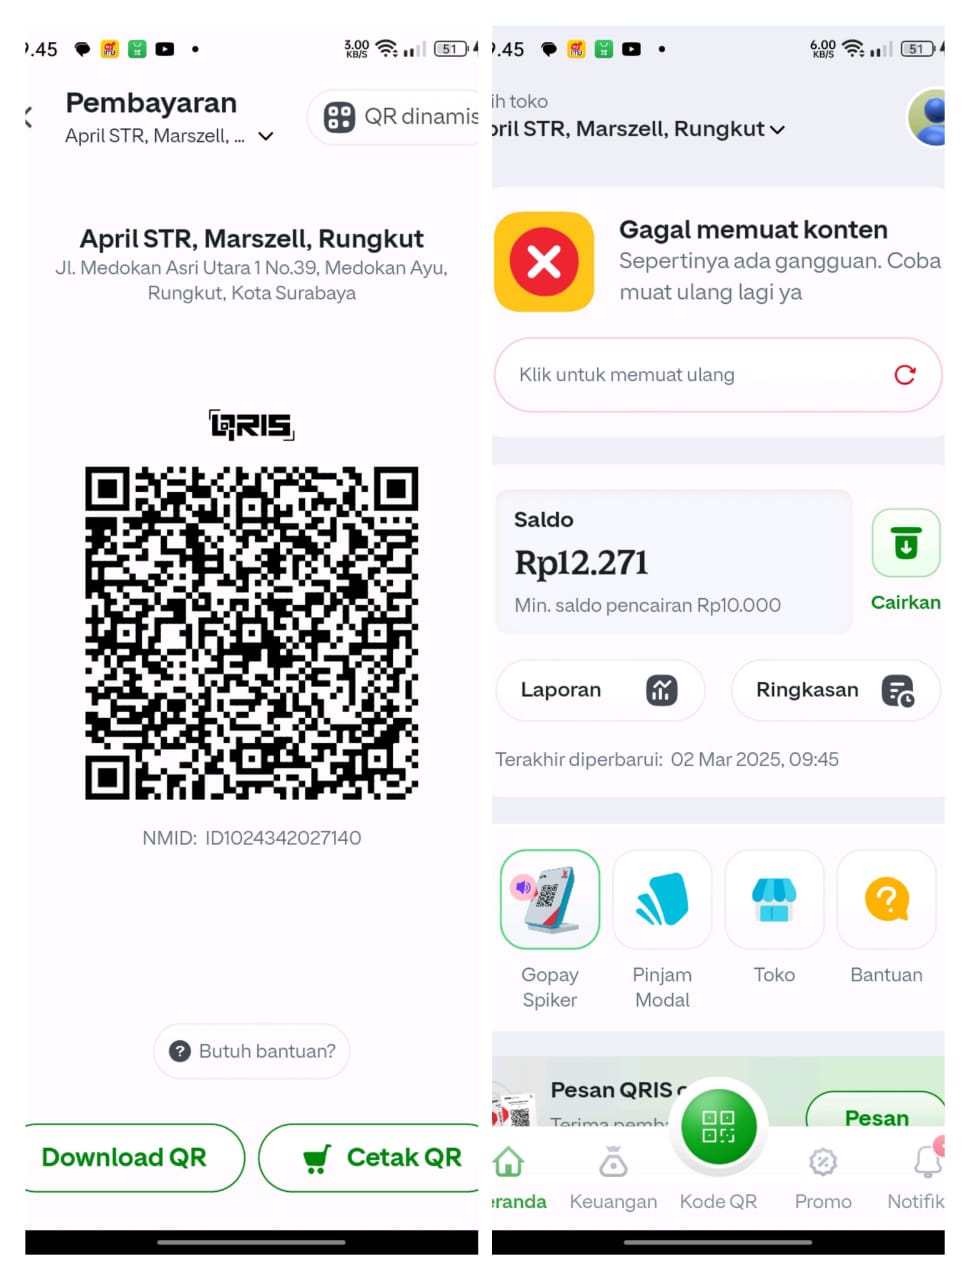 9.45
3.00
KB/S
51
Pembayaran
April STR, Marszell, ...
QR dinamis
April STR, Marszell, Rungkut
Jl. Medokan Asri Utara 1 No.39, Medokan Ayu,
Rungkut, Kota Surabaya
QRIS
NMID: ID1024342027140
Butuh bantuan?
Download QR
Cetak QR
9.45
6.00
KB/S
51
ih toko
pril STR, Marszell, Rungkut
Gagal memuat konten
Sepertinya ada gangguan. Coba
muat ulang lagi ya
Klik untuk memuat ulang
Saldo
Rp12.271
Min. saldo pencairan Rp10.000
Cairkan
Laporan
Ringkasan
Terakhir diperbarui: 02 Mar 2025, 09:45
Gopay
Spiker
Pinjam
Modal
Toko
Bantuan
Pesan QRIS
Terima pemb
Pesan
eranda
Keuangan
Kode QR
Promo
Notifik